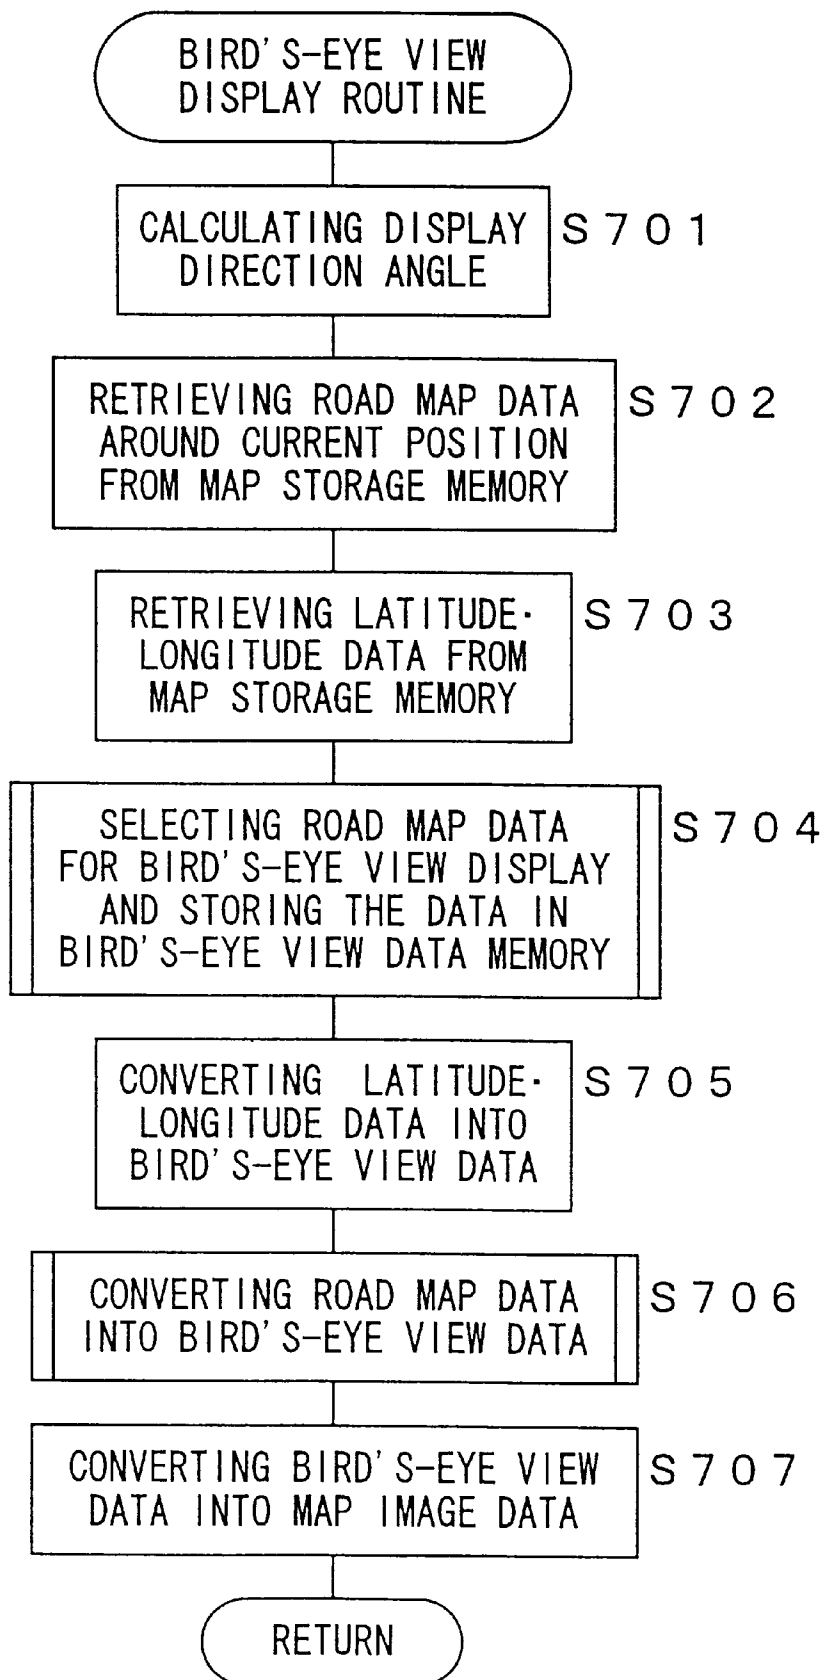 BIRD'S-EYE VIEW
DISPLAY ROUTINE
CALCULATING DISPLAY
DIRECTION ANGLE
S701
RETRIEVING ROAD MAP DATA
AROUND CURRENT POSITION
FROM MAP STORAGE MEMORY
S702
RETRIEVING LATITUDE·
LONGITUDE DATA FROM
MAP STORAGE MEMORY
S703
SELECTING ROAD MAP DATA
FOR BIRD'S-EYE VIEW DISPLAY
AND STORING THE DATA IN
BIRD'S-EYE VIEW DATA MEMORY
S704
CONVERTING LATITUDE·
LONGITUDE DATA INTO
BIRD'S-EYE VIEW DATA
S705
CONVERTING ROAD MAP DATA
INTO BIRD'S-EYE VIEW DATA
S706
CONVERTING BIRD'S-EYE VIEW
DATA INTO MAP IMAGE DATA
S707
RETURN